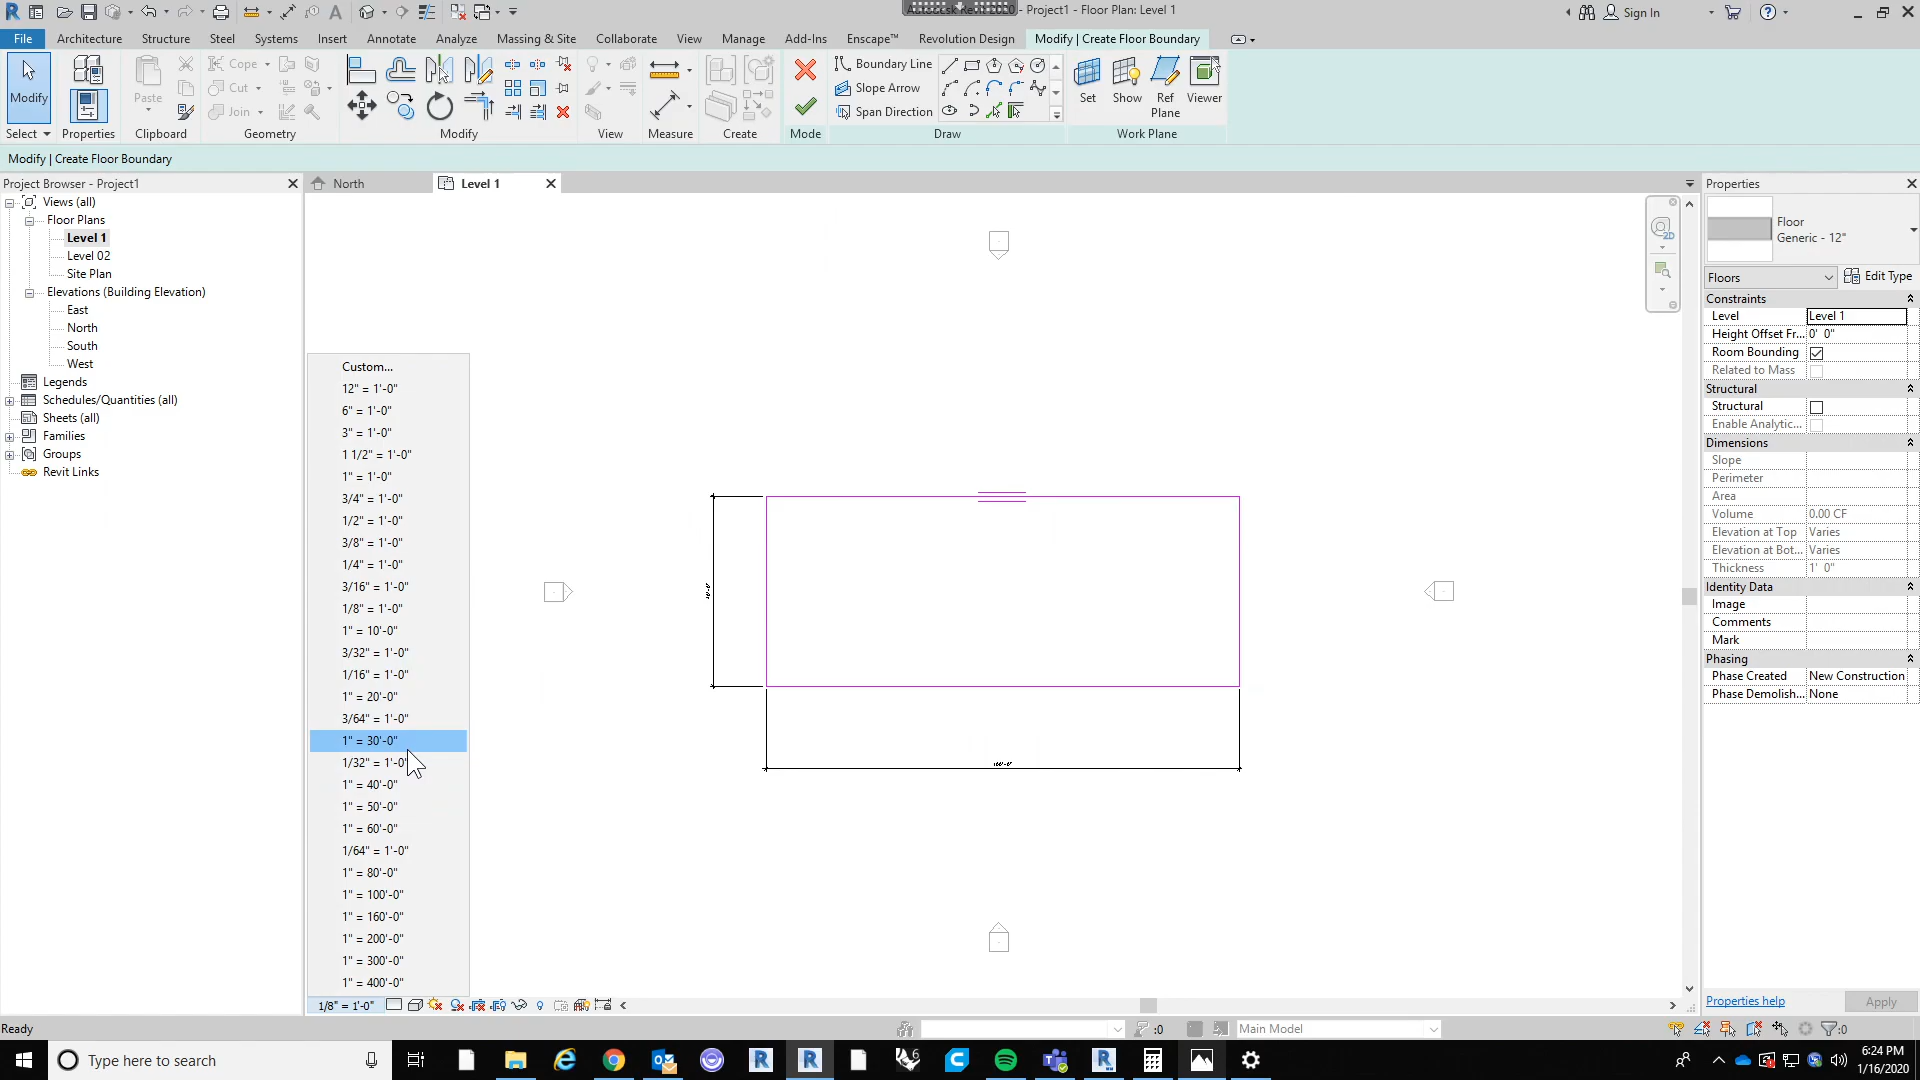 - Project1 - Floor Plan: Level 1
Sign In
File
Architecture
Structure
Steel
Systems
Insert
Annotate
Analyze
Massing & Site
Collaborate
View
Manage
Add-Ins
Enscape™
Revolution Design
Modify | Create Floor Boundary
Modify
Paste
Cope
Cut
Join
Boundary Line
Slope Arrow
Span Direction
Set
Show
Ref
Plane
Viewer
Select
Properties
Clipboard
Geometry
Modify
View
Measure
Create
Mode
Draw
Work Plane
Modify | Create Floor Boundary
Project Browser - Project1
North
Level 1
Properties
Views (all)
Floor Plans
Level 1
Level 02
Site Plan
Elevations (Building Elevation)
East
North
South
West
Legends
Schedules/Quantities (all)
Sheets (all)
Families
Groups
Revit Links
Custom...
12" = 1'-0"
6" = 1'-0"
3" = 1'-0"
1 1/2" = 1'-0"
1" = 1'-0"
3/4" = 1'-0"
1/2" = 1'-0"
3/8" = 1'-0"
1/4" = 1'-0"
3/16" = 1'-0"
1/8" = 1'-0"
1" = 10'-0"
3/32" = 1'-0"
1/16" = 1'-0"
1" = 20'-0"
3/64" = 1'-0"
1" = 30'-0"
1/32" = 1'-0"
1" = 40'-0"
1" = 50'-0"
1" = 60'-0"
1/64" = 1'-0"
1" = 80'-0"
1" = 100'-0"
1" = 160'-0"
1" = 200'-0"
1" = 300'-0"
1" = 400'-0"
1/8" = 1'-0"
2D
Floor
Generic - 12"
Floors
Edit Type
Constraints
Level Level 1
Height Offset Fr... 0' 0"
Room Bounding
Related to Mass
Structural
Structural
Enable Analytic...
Dimensions
Slope
Perimeter
Area
Volume 0.00 CF
Elevation at Top Varies
Elevation at Bot... Varies
Thickness 1' 0"
Identity Data
Image
Comments
Mark
Phasing
Phase Created New Construction
Phase Demolish... None
Properties help
Apply
Ready
:0
Main Model
:0
Type here to search
6:24 PM
1/16/2020